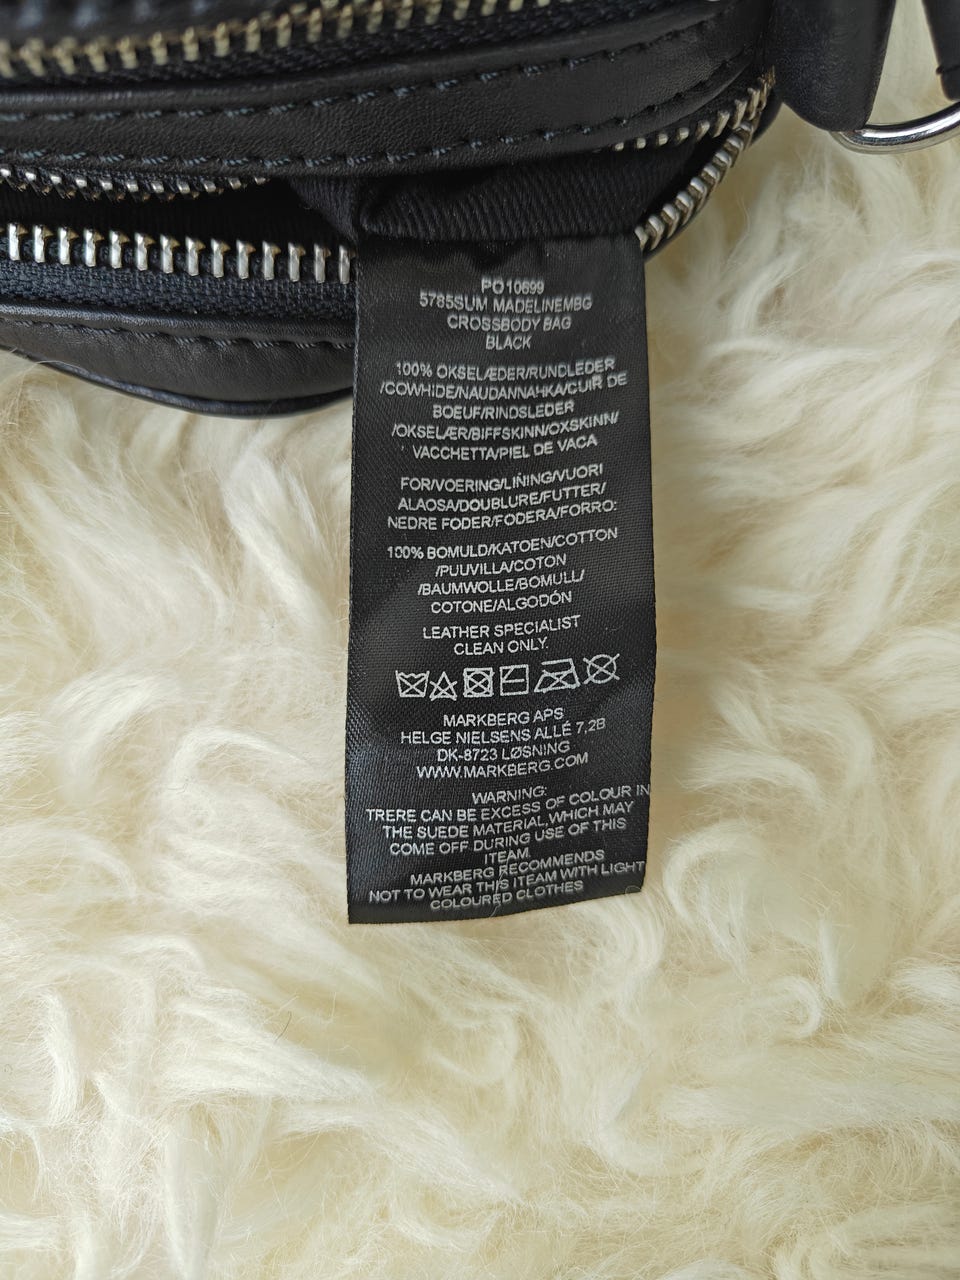 PO10699
5785SUM MADELINEMBG
CROSSBODY BAG
BLACK
100% OKSELÆDER/RUNDLEDER
/COWHIDE/NAUDANNAHKA/CUIR DE
BOEUF/RINDSLEDER
/OKSELÆR/BIFFSKINN/OXSKINN/
VACCHETTA/PIEL DE VACA
FOR/VOERING/LINING/VUORI
ALAOSA/DOUBLURE/FUTTER/
NEDRE FODER/FODERA/FORRO:
100% BOMULD/KATOEN/COTTON
/PUUVILLA/COTON
/BAUMWOLLE/BOMULL/
COTONE/ALGODÓN
LEATHER SPECIALIST
CLEAN ONLY.
MARKBERG APS
HELGE NIELSENS ALLÉ 7,2B
DK-8723 LØSNING
WWW.MARKBERG.COM
WARNING:
TRERE CAN BE EXCESS OF COLOUR IN
THE SUEDE MATERIAL,WHICH MAY
COME OFF DURING USE OF THIS
ITEAM.
MARKBERG RECOMMENDS
NOT TO WEAR THIS ITEAM WITH LIGHT
COLOURED CLOTHES